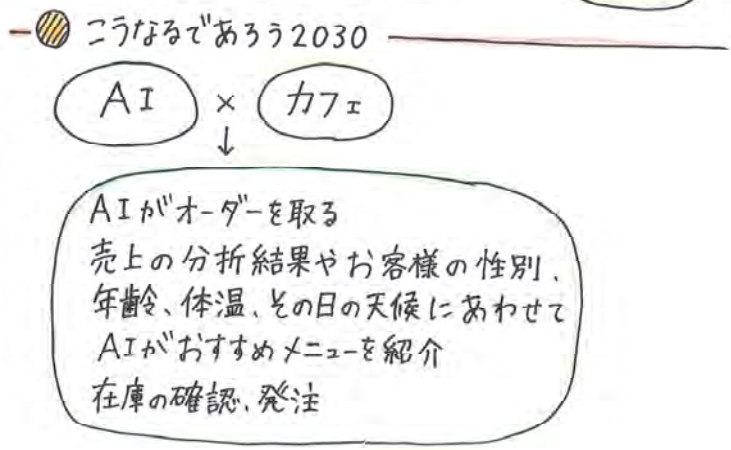 こうなるであろう2030
AI × カフェ
↓
AIがオーダーを取る
売上の分析結果やお客様の性別、
年齢、体温、その日の天候にあわせて
AIがおすすめメニューを紹介
在庫の確認、発注